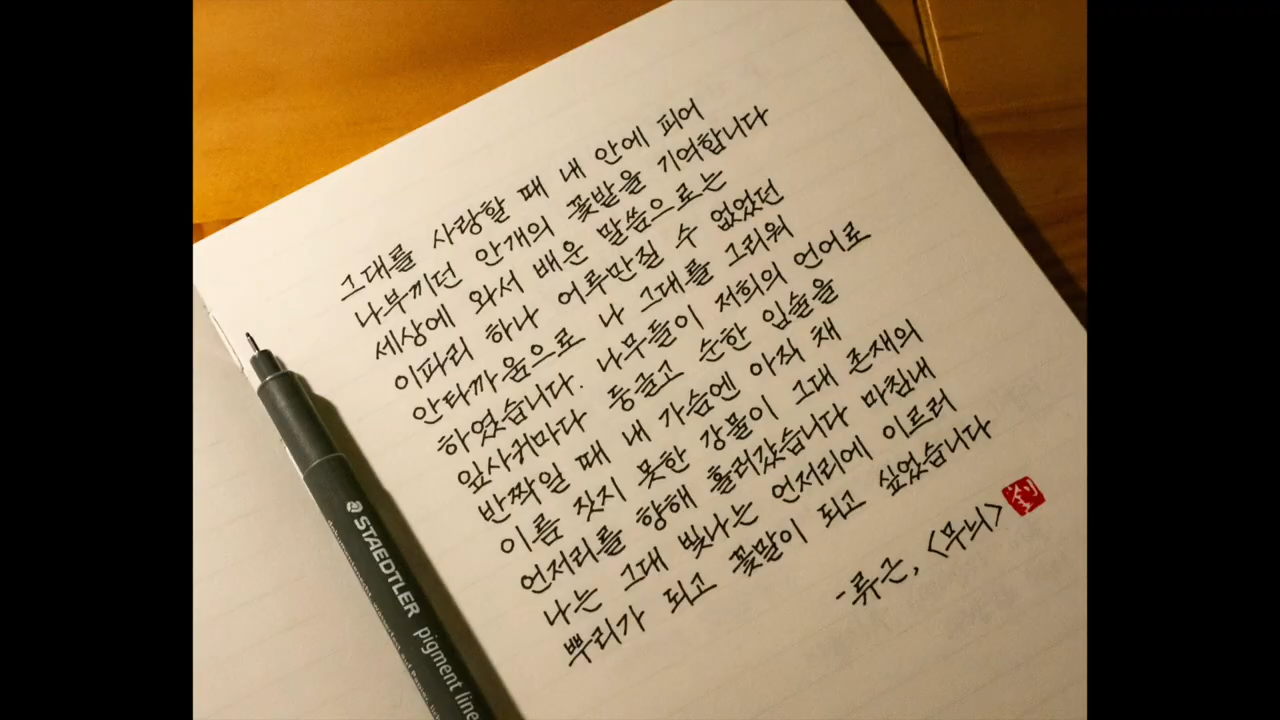 그대를 사랑할 때 내 안에 피어
나부끼던 안개의 꽃밭을 기억합니다
세상에 와서 배운 말씀으로는
이파리 하나 어루만질 수 없었던
안타까움으로 나 그대를 그리워
하였습니다. 나무들이 저희의 언어로
잎사귀마다 둥글고 순한 입술을
반짝일 때 내 가슴엔 아직 채
이름 짓지 못한 강물이 그대 존재의
언저리를 향해 흘러갔습니다 마침내
나는 그대 빛나는 언저리에 이르러
뿌리가 되고 꽃말이 되고 싶었습니다
-류근, <무늬>
STAEDTLER
pigment line